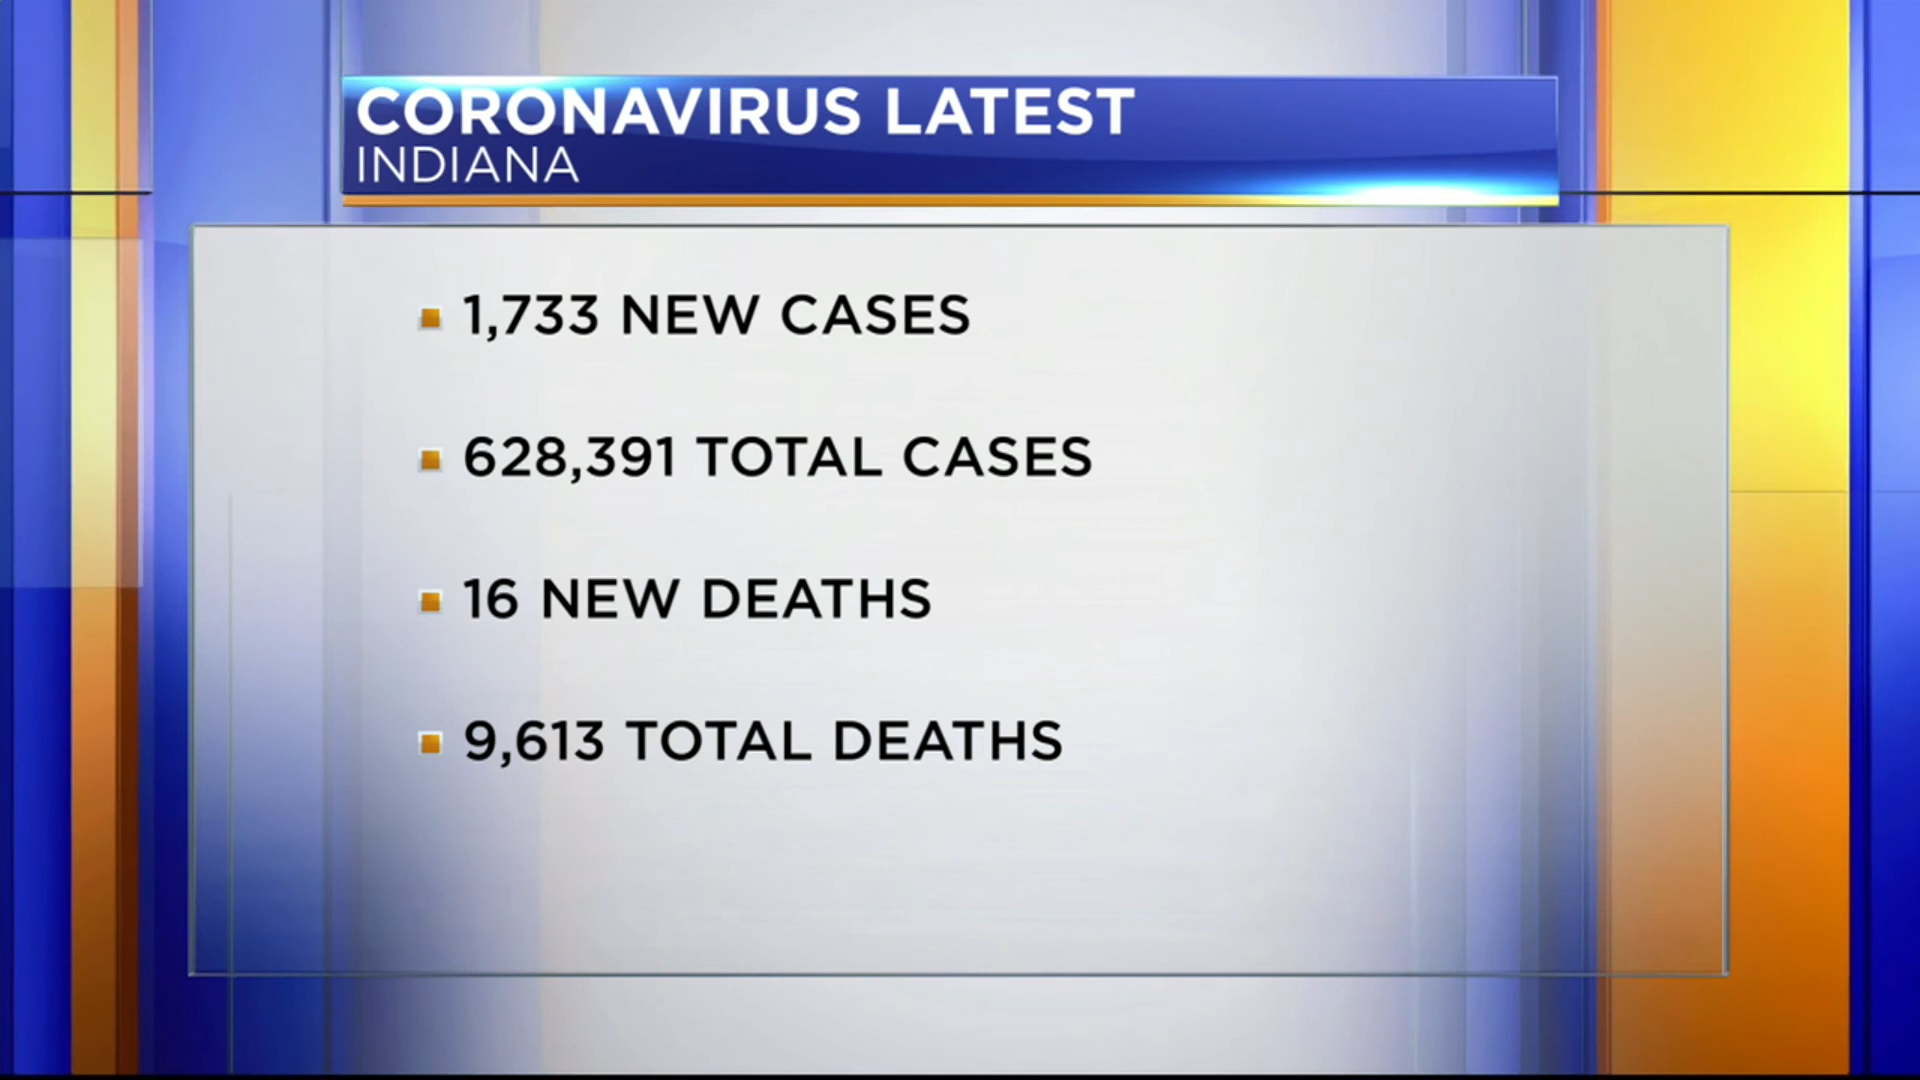 CORONAVIRUS LATEST
INDIANA
1,733 NEW CASES
628,391 TOTAL CASES
16 NEW DEATHS
9,613 TOTAL DEATHS